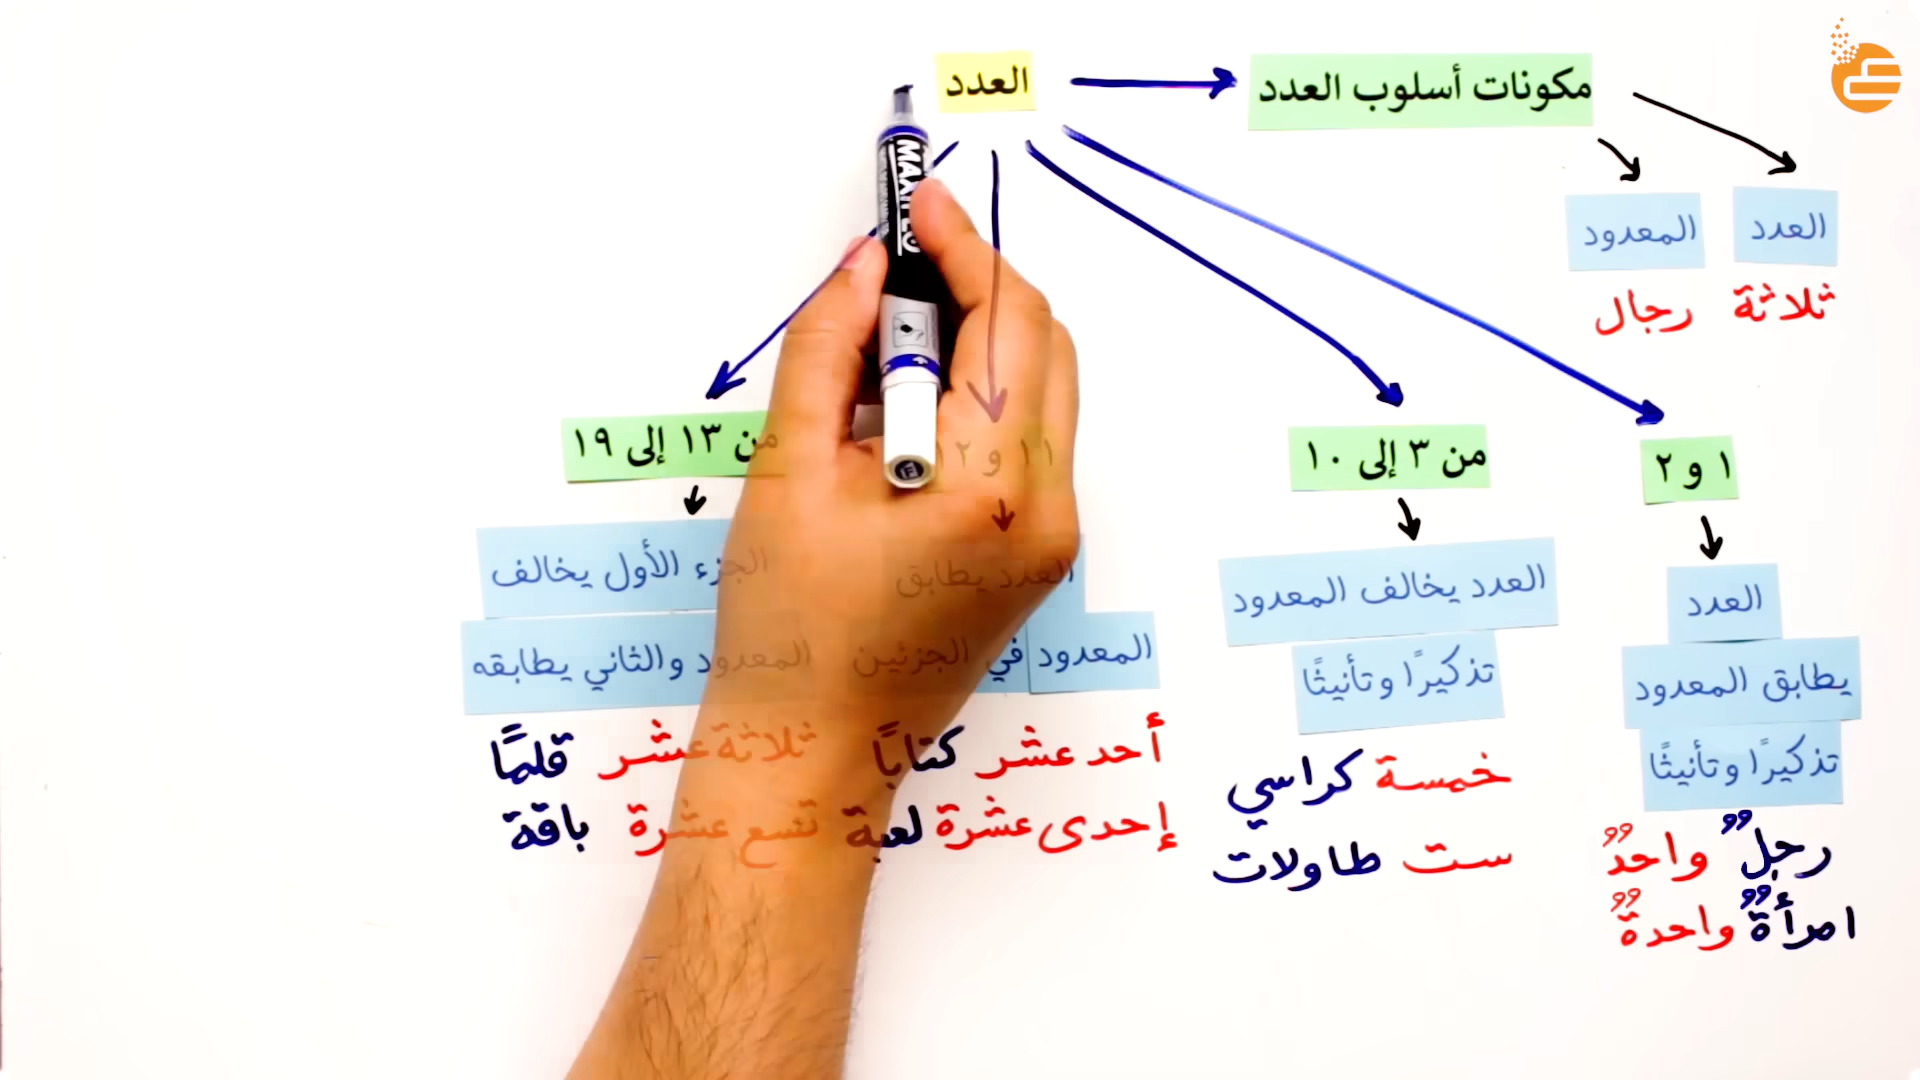 العدد
مكونات أسلوب العدد
العدد
المعدود
ثلاثة رجال
١ و ٢
العدد
يطابق المعدود
تذكيرًا وتأنيثًا
رجلٌ واحدٌ
امرأةٌ واحدةٌ
من ٣ إلى ١٠
العدد يخالف المعدود
تذكيرًا وتأنيثًا
خمسة كراسي
ست طاولات
١١ و ١٢
العدد يطابق
المعدود في الجزئين
أحد عشر كتابًا
إحدى عشرة لعبة
من ١٣ إلى ١٩
الجزء الأول يخالف
المعدود والثاني يطابقه
ثلاثة عشر قلمًا
تسع عشرة باقة